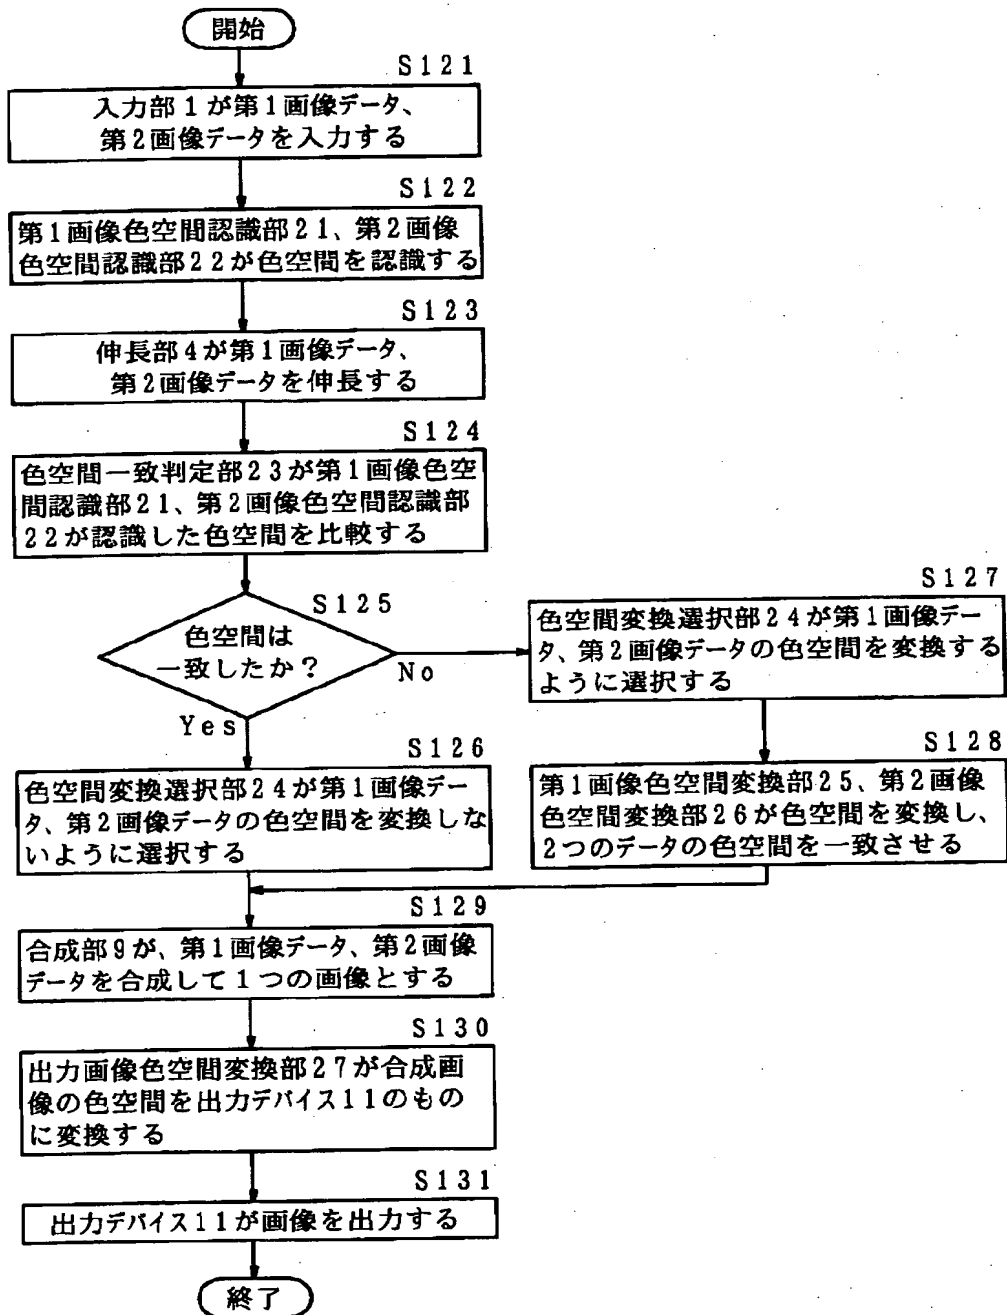 開始
S121
入力部1が第1画像データ、
第2画像データを入力する
S122
第1画像色空間認識部21、第2画像
色空間認識部22が色空間を認識する
S123
伸長部4が第1画像データ、
第2画像データを伸長する
S124
色空間一致判定部23が第1画像色空
間認識部21、第2画像色空間認識部
22が認識した色空間を比較する
S125
色空間は
一致したか?
No
Yes
S127
色空間変換選択部24が第1画像デー
タ、第2画像データの色空間を変換する
ように選択する
S128
第1画像色空間変換部25、第2画像
色空間変換部26が色空間を変換し、
2つのデータの色空間を一致させる
S126
色空間変換選択部24が第1画像デー
タ、第2画像データの色空間を変換しな
いように選択する
S129
合成部9が、第1画像データ、第2画像
データを合成して1つの画像とする
S130
出力画像色空間変換部27が合成画
像の色空間を出力デバイス11のもの
に変換する
S131
出力デバイス11が画像を出力する
終了